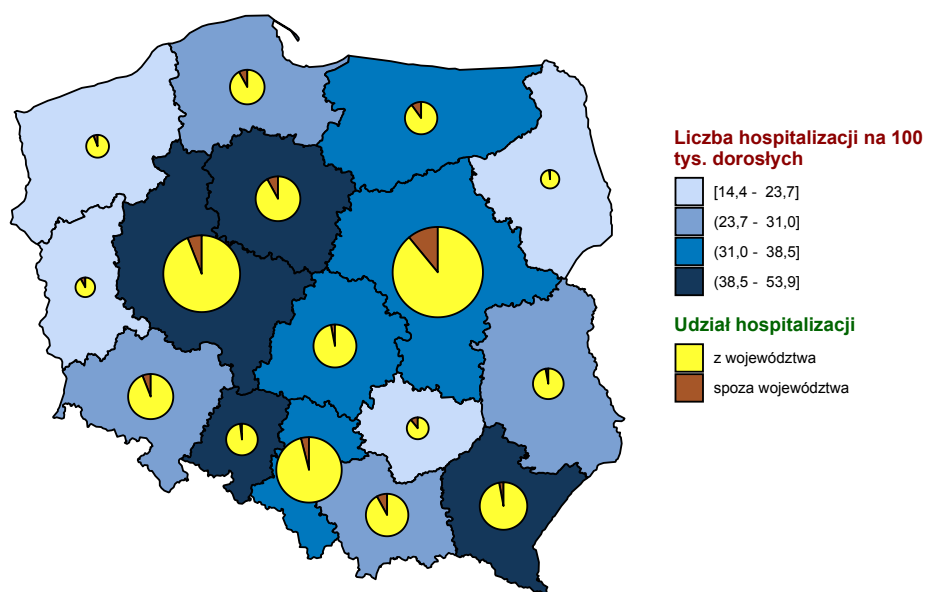 Liczba hospitalizacji na 100
tys. dorosłych
[14,4 - 23,7]
(23,7 - 31,0]
(31,0 - 38,5]
(38,5 - 53,9]
Udział hospitalizacji
z województwa
spoza województwa